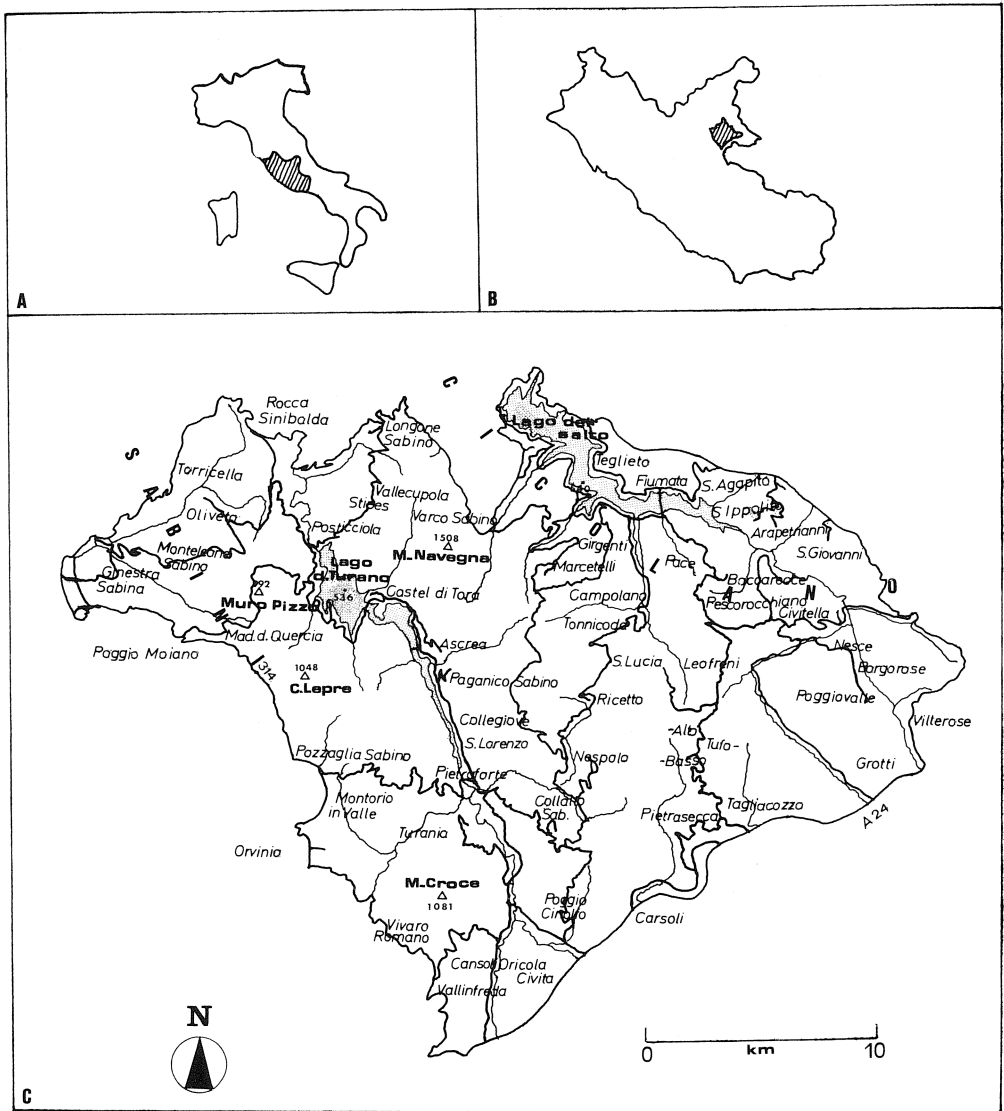 A
B
C
Rocca
Sinibalda
Longone
Sabino
Lago del
salto
S A B I N I
C I C O L A N O
Torricella
Oliveta
Monteleone
Sabino
Ginestra
Sabina
Poggio Moiano
Vallecupola
Stipes
Posticciola
Varco Sabino
1508
M.Navegna
Lago
d.Turano
536
992
Muro Pizzo
Mad.d.Quercia
1048
C.Lepre
314
Castel di Tora
Ascrea
Teglieto
Fiumata
S.Agapito
S.Ippolito
Arapetrianni
S.Giovanni
Girgenti
Marcetelli
Campolano
Pace
Baccarecce
Pescorocchiano
Civitella
Tonnicoda
S.Lucia
Leofreni
Nesce
Borgorose
Poggiovalle
Villerose
Grotti
A 24
Paganico Sabino
Ricetto
Collegiove
S.Lorenzo
Nespolo
-Alto
Tufo-
-Basso
Pozzaglia Sabino
Pietraforte
Montorio
in Valle
Turania
Collalto
Sab.
Pietrasecca
Tagliacozzo
Orvinia
M.Croce
1081
Vivaro
Romano
Poggio
Cinolfo
Carsoli
Cansoli
Oricola
Civita
Vallinfreda
N
0
km
10